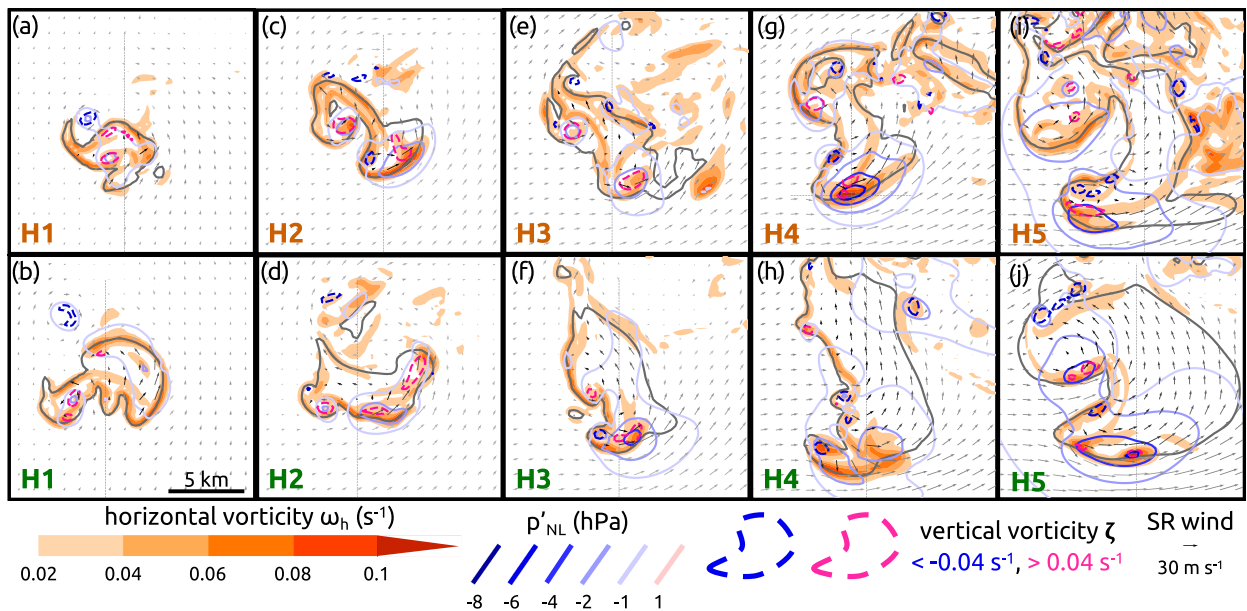 (a) (c) (e) (g) (i)
H1 H2 H3 H4 H5
(b) (d) (f) (h) (j)
5 km
H1 H2 H3 H4 H5
horizontal vorticity ωₕ (s⁻¹)
0.02 0.04 0.06 0.08 0.1
p′NL (hPa)
-8 -6 -4 -2 -1 1
vertical vorticity ζ
< -0.04 s⁻¹, > 0.04 s⁻¹
SR wind
30 m s⁻¹